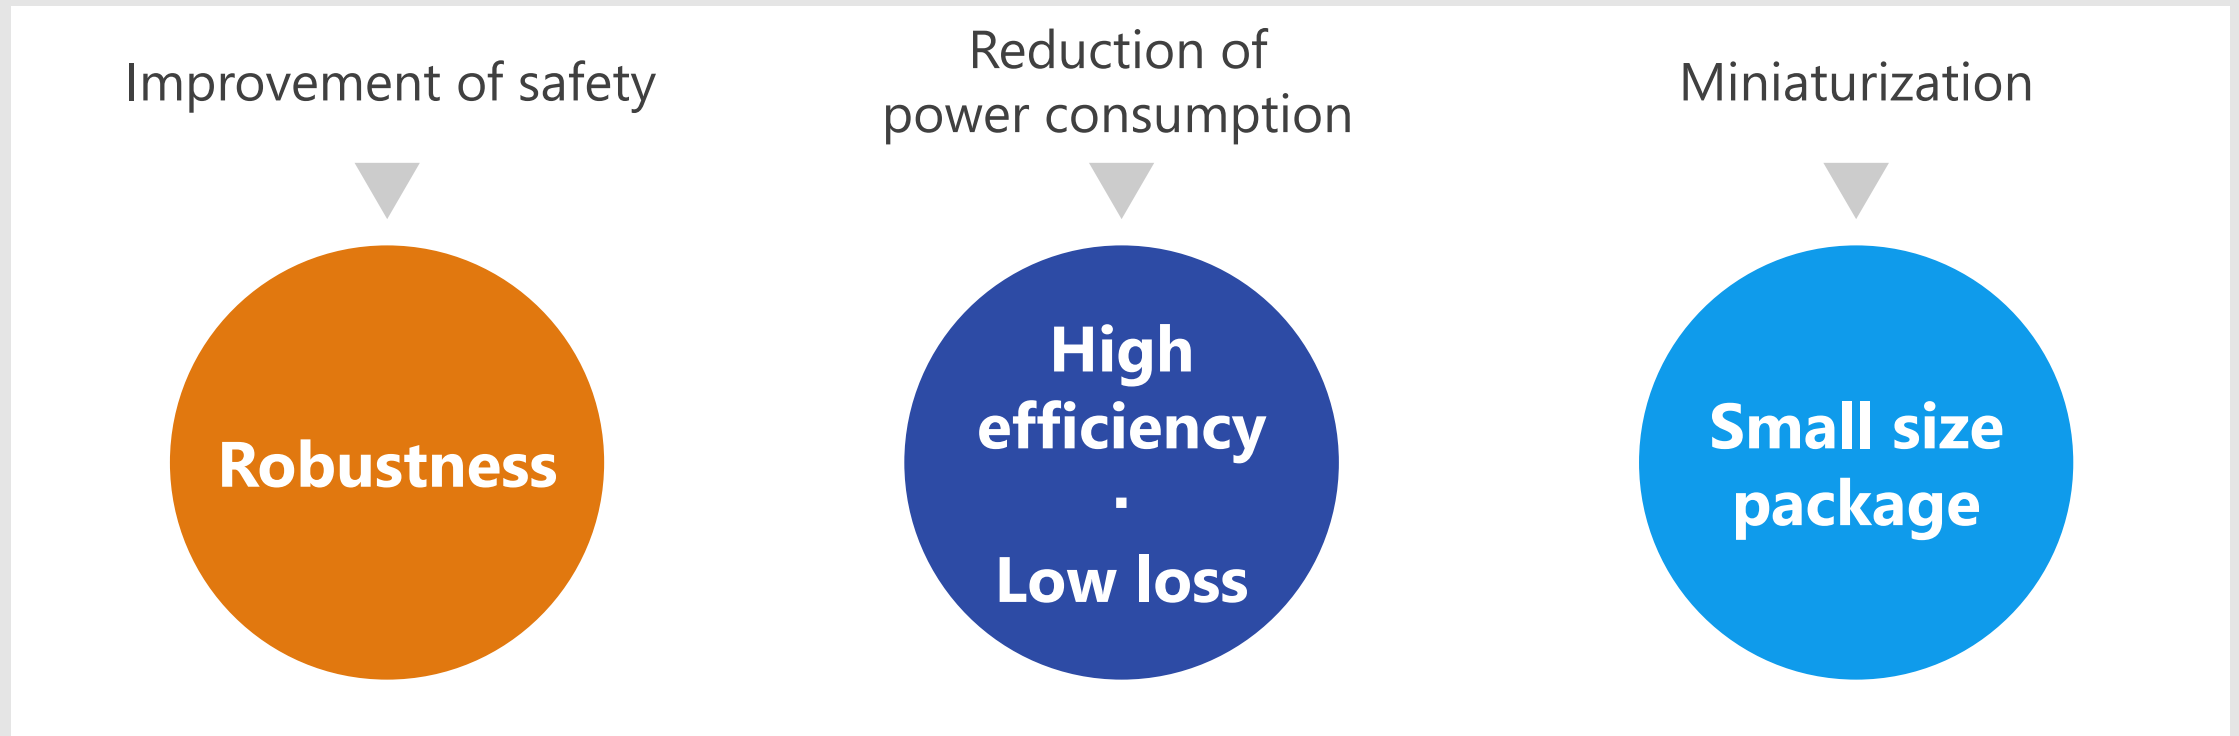 Improvement of safety
Reduction of
power consumption
Miniaturization
Robustness
High
efficiency
·
Low loss
Small size
package